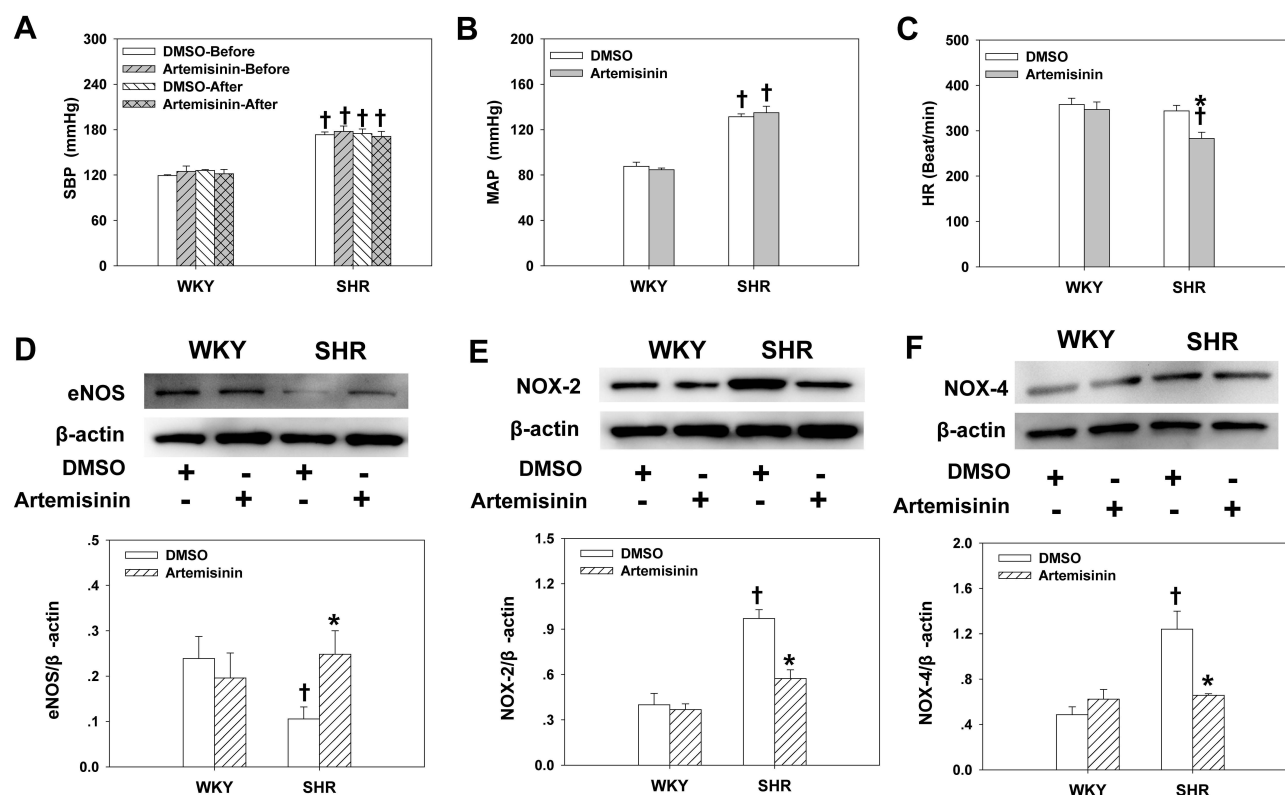 A
SBP (mmHg)
300
240
180
120
60
0
DMSO-Before
Artemisinin-Before
DMSO-After
Artemisinin-After
† † † †
WKY SHR
B
MAP (mmHg)
200
160
120
80
40
0
DMSO
Artemisinin
† †
WKY SHR
C
HR (Beat/min)
500
400
300
200
100
0
DMSO
Artemisinin
*
†
WKY SHR
D
WKY SHR
eNOS
β-actin
DMSO + - + -
Artemisinin - + - +
eNOS/β -actin
.5
.4
.3
.2
0.1
0.0
DMSO
Artemisinin
†
*
WKY SHR
E
WKY SHR
NOX-2
β-actin
DMSO + - + -
Artemisinin - + - +
NOX-2/β -actin
1.5
1.2
.9
.6
.3
0.0
DMSO
Artemisinin
†
*
WKY SHR
F
WKY SHR
NOX-4
β-actin
DMSO + - + -
Artemisinin - + - +
NOX-4/β -actin
2.0
1.6
1.2
.8
.4
0.0
DMSO
Artemisinin
†
*
WKY SHR